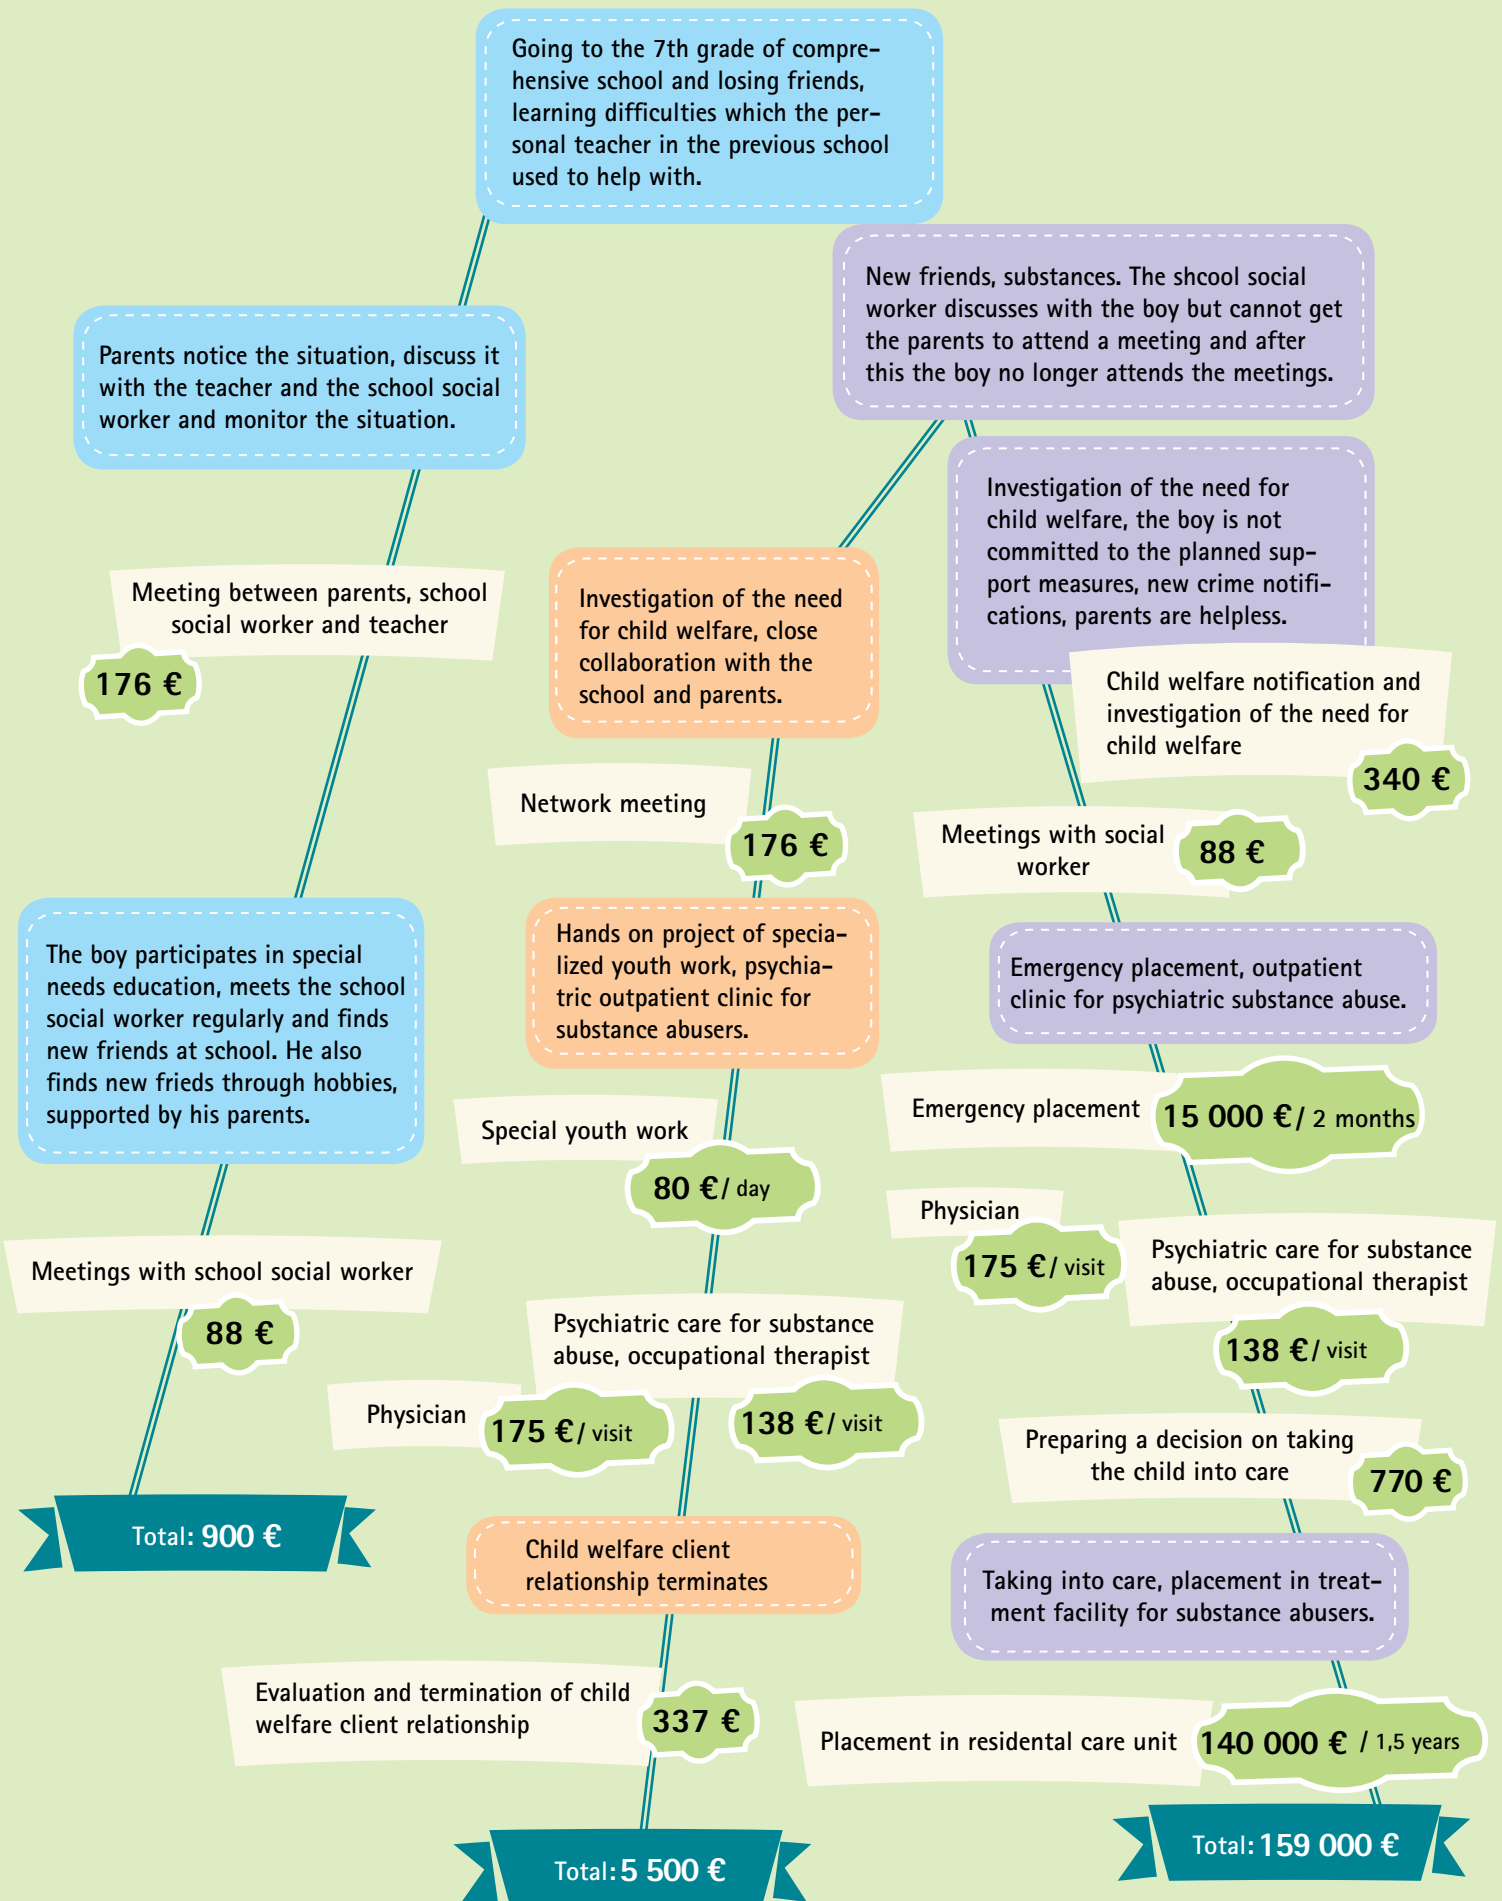 Going to the 7th grade of compre-
hensive school and losing friends,
learning difficulties which the per-
sonal teacher in the previous school
used to help with.
Parents notice the situation, discuss it
with the teacher and the school social
worker and monitor the situation.
Meeting between parents, school
social worker and teacher
176 €
The boy participates in special
needs education, meets the school
social worker regularly and finds
new friends at school. He also
finds new frieds through hobbies,
supported by his parents.
Meetings with school social worker
88 €
Total: 900 €
New friends, substances. The shcool social
worker discusses with the boy but cannot get
the parents to attend a meeting and after
this the boy no longer attends the meetings.
Investigation of the need
for child welfare, close
collaboration with the
school and parents.
Network meeting
176 €
Hands on project of specia-
lized youth work, psychia-
tric outpatient clinic for
substance abusers.
Special youth work
80 €/ day
Psychiatric care for substance
abuse, occupational therapist
138 €/ visit
Physician
175 €/ visit
Child welfare client
relationship terminates
Evaluation and termination of child
welfare client relationship
337 €
Total: 5 500 €
Investigation of the need for
child welfare, the boy is not
committed to the planned sup-
port measures, new crime notifi-
cations, parents are helpless.
Child welfare notification and
investigation of the need for
child welfare
340 €
Meetings with social
worker
88 €
Emergency placement, outpatient
clinic for psychiatric substance abuse.
Emergency placement
15 000 €/ 2 months
Physician
175 €/ visit
Psychiatric care for substance
abuse, occupational therapist
138 €/ visit
Preparing a decision on taking
the child into care
770 €
Taking into care, placement in treat-
ment facility for substance abusers.
Placement in residental care unit
140 000 € / 1,5 years
Total: 159 000 €